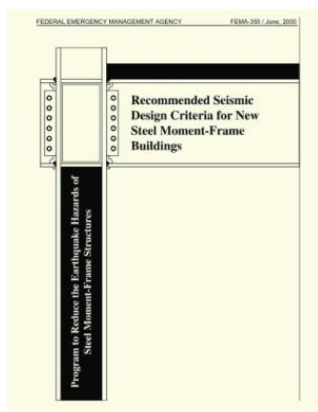 FEDERAL EMERGENCY MANAGEMENT AGENCY FEMA-350 / June, 2000
Recommended Seismic
Design Criteria for New
Steel Moment-Frame
Buildings
Program to Reduce the Earthquake Hazards of
Steel Moment-Frame Structures